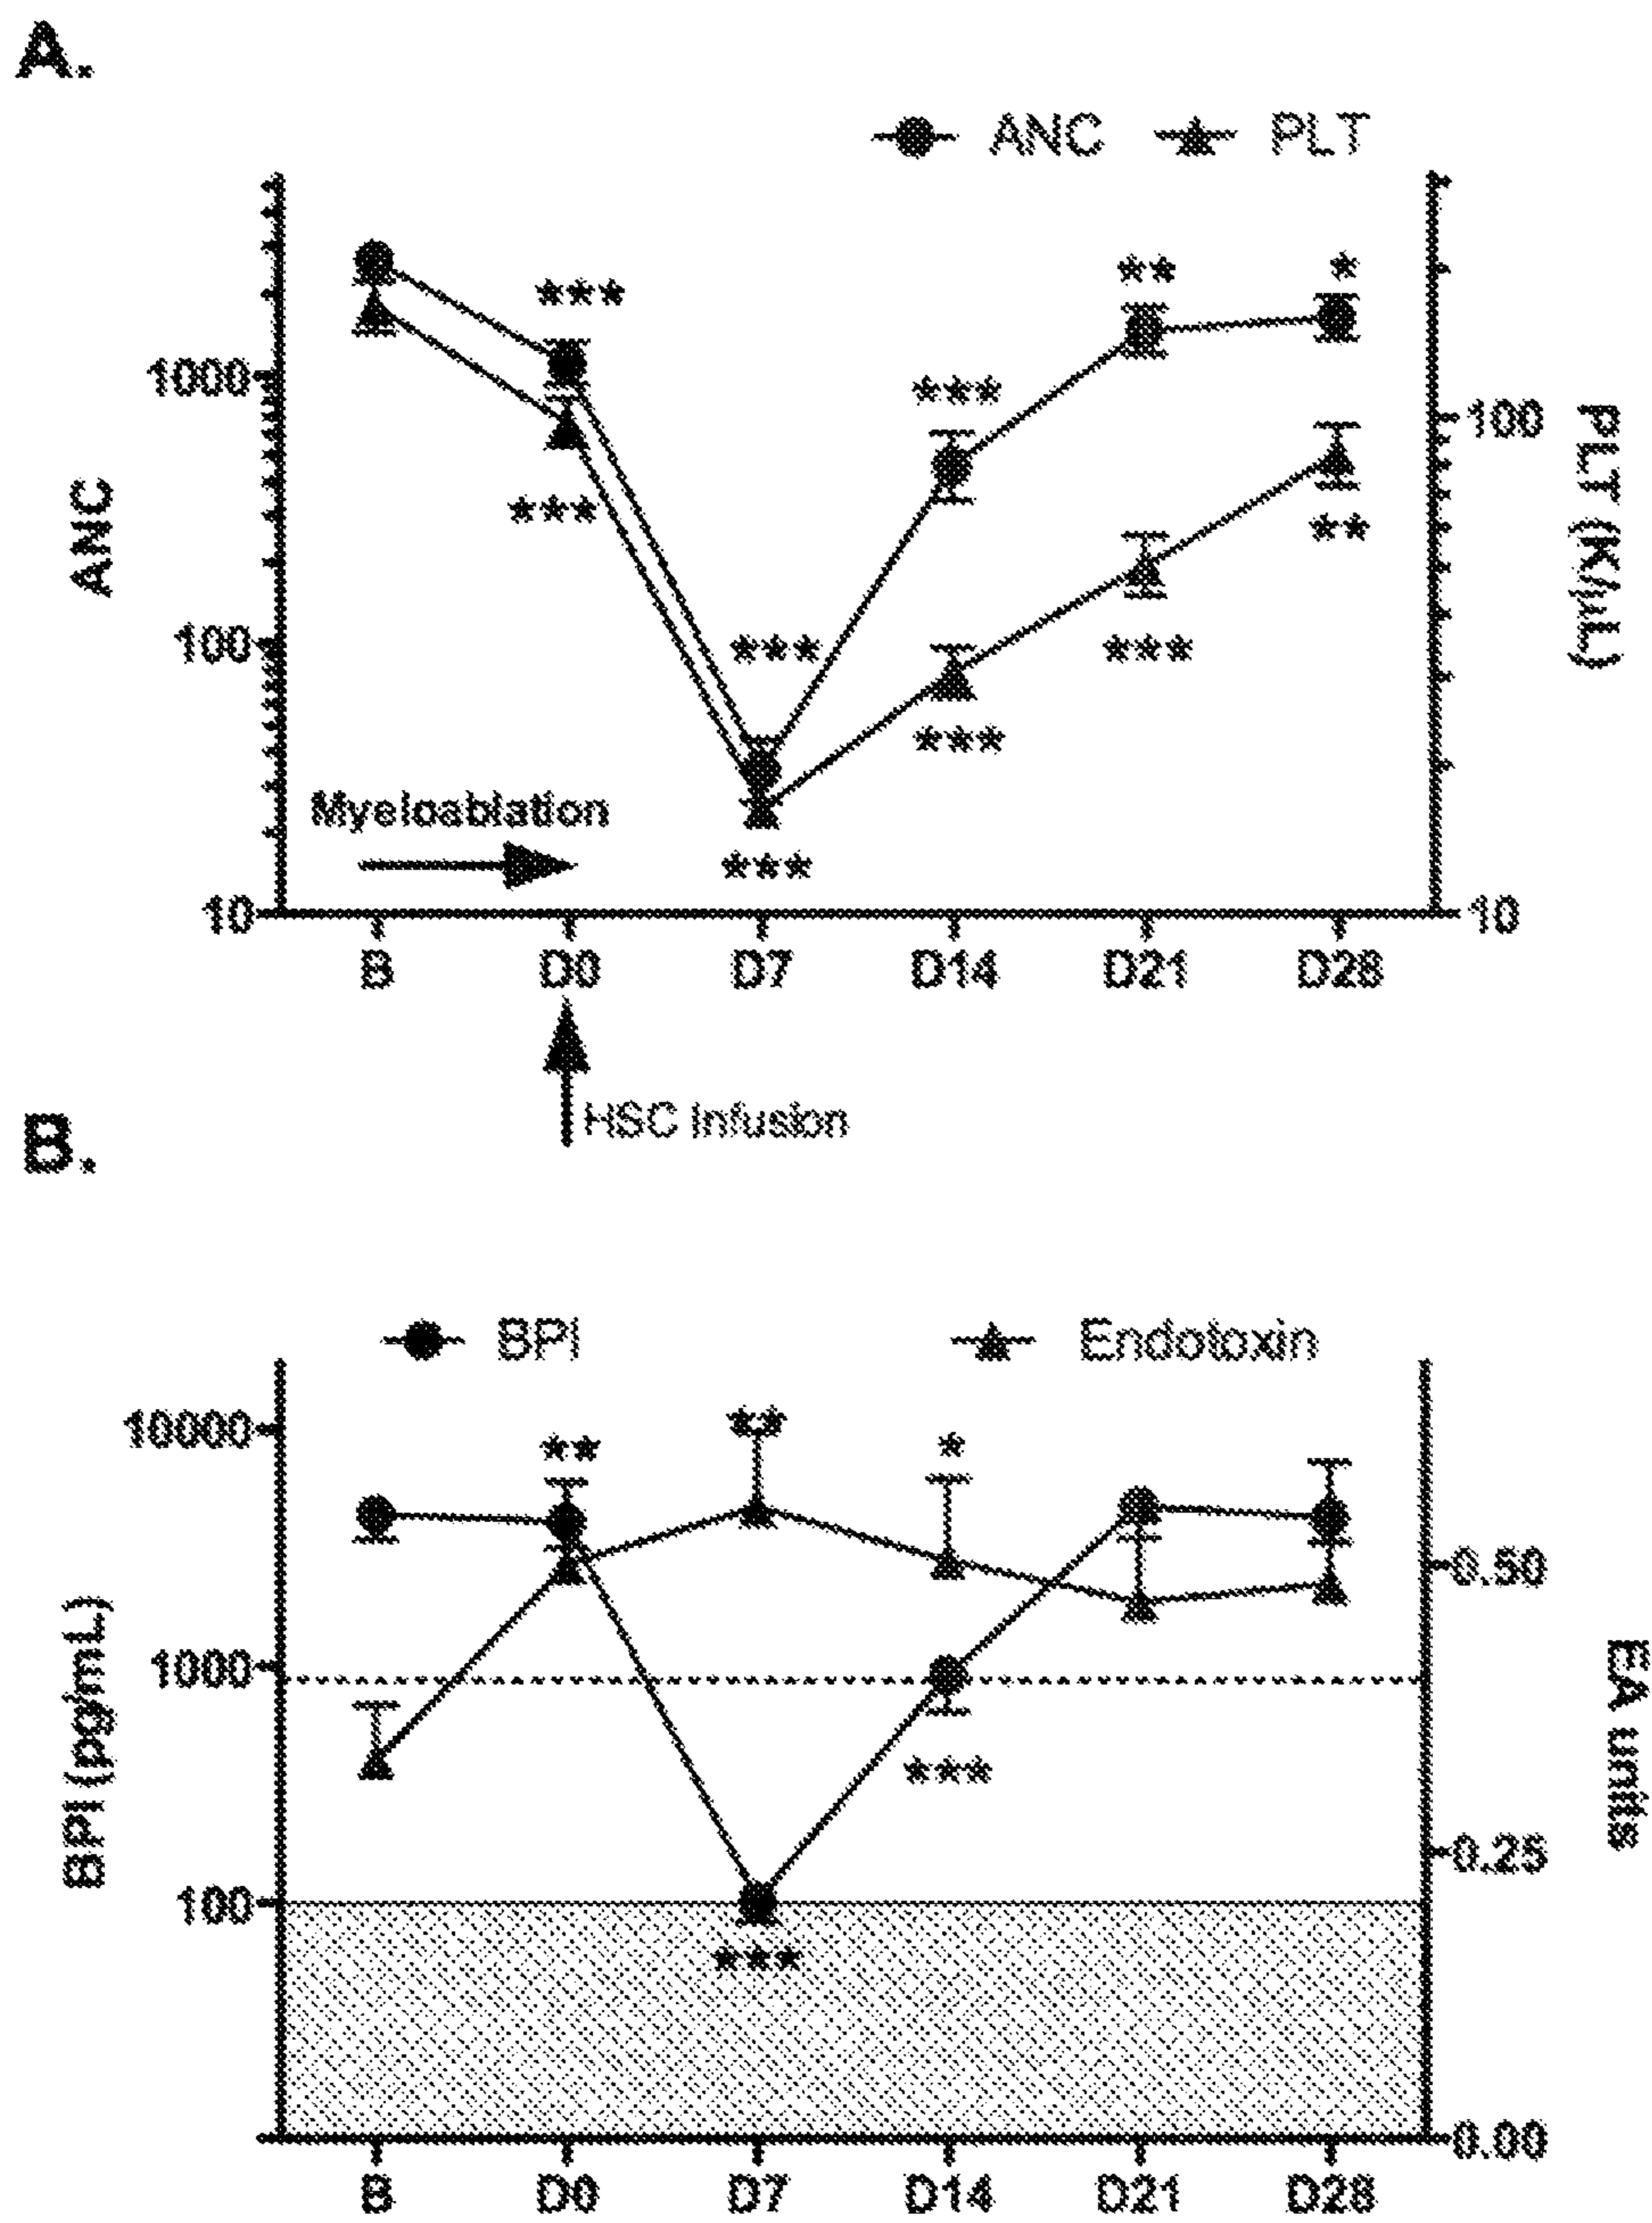 A.
ANC PLT
***
**
*
1000
***
100
***
**
ANC
PLT (K/μL)
100
***
***
***
Myeloablation
***
10
10
B D0 D7 D14 D21 D28
HSC Infusion
B.
BPI Endotoxin
10000
**
**
*
0.50
BPI (pg/mL)
1000
EA units
***
0.25
100
***
0.00
B D0 D7 D14 D21 D28